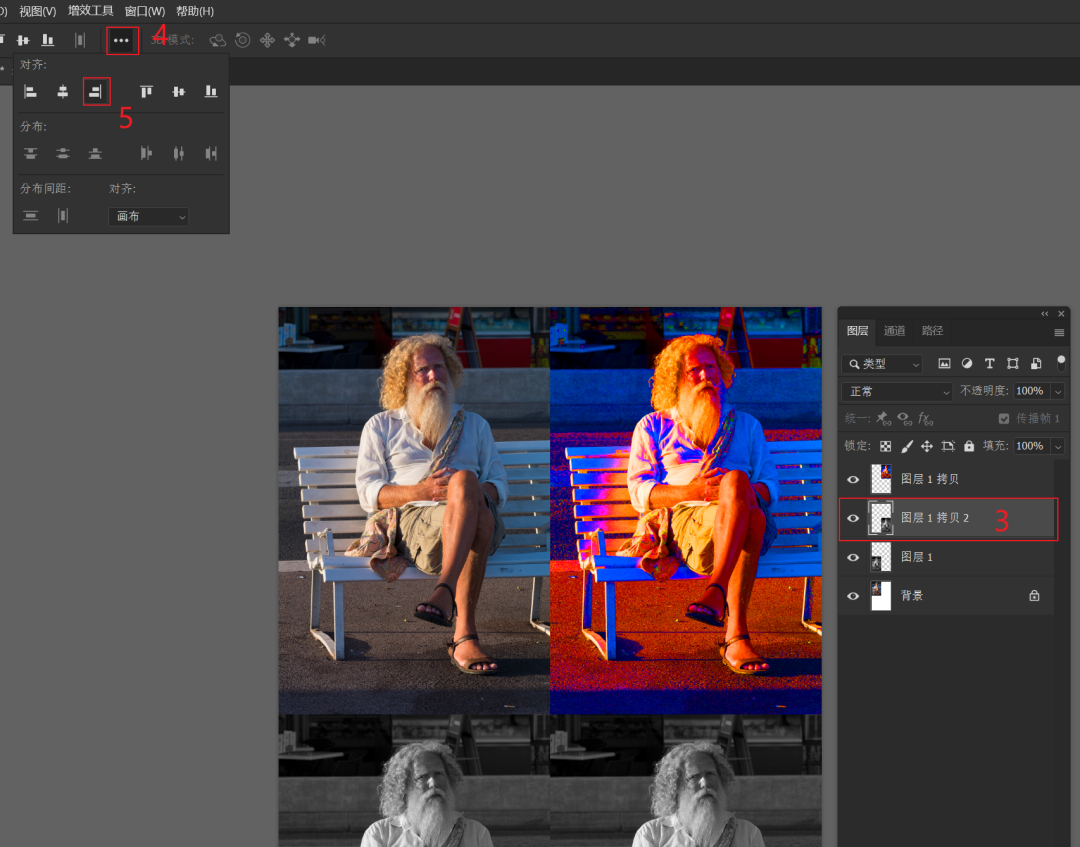 视图(V) 增效工具 窗口(W) 帮助(H)
4
模式:
对齐:
5
分布:
分布间距: 对齐:
画布
图层 通道 路径
类型
正常 不透明度: 100%
统一: 传播帧 1
锁定: 填充: 100%
图层 1 拷贝
图层 1 拷贝 2 3
图层 1
背景